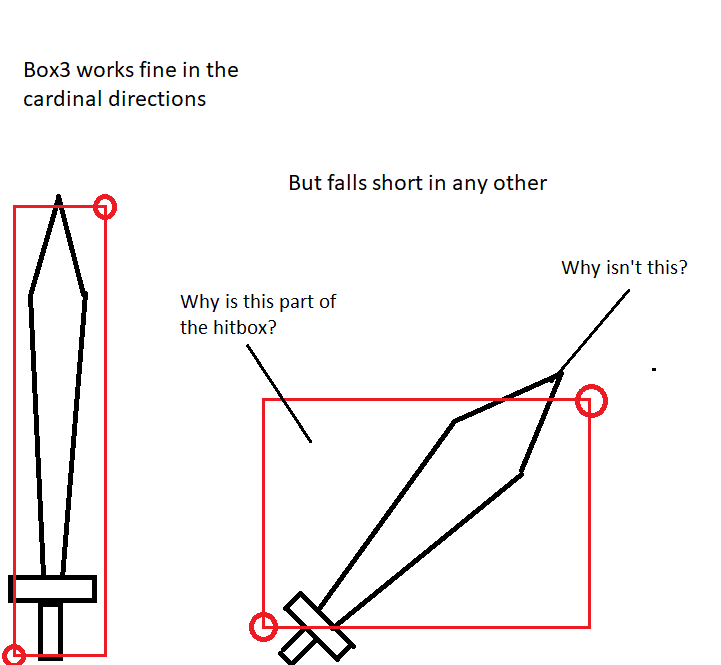 Box3 works fine in the
cardinal directions
But falls short in any other
Why isn't this?
Why is this part of
the hitbox?